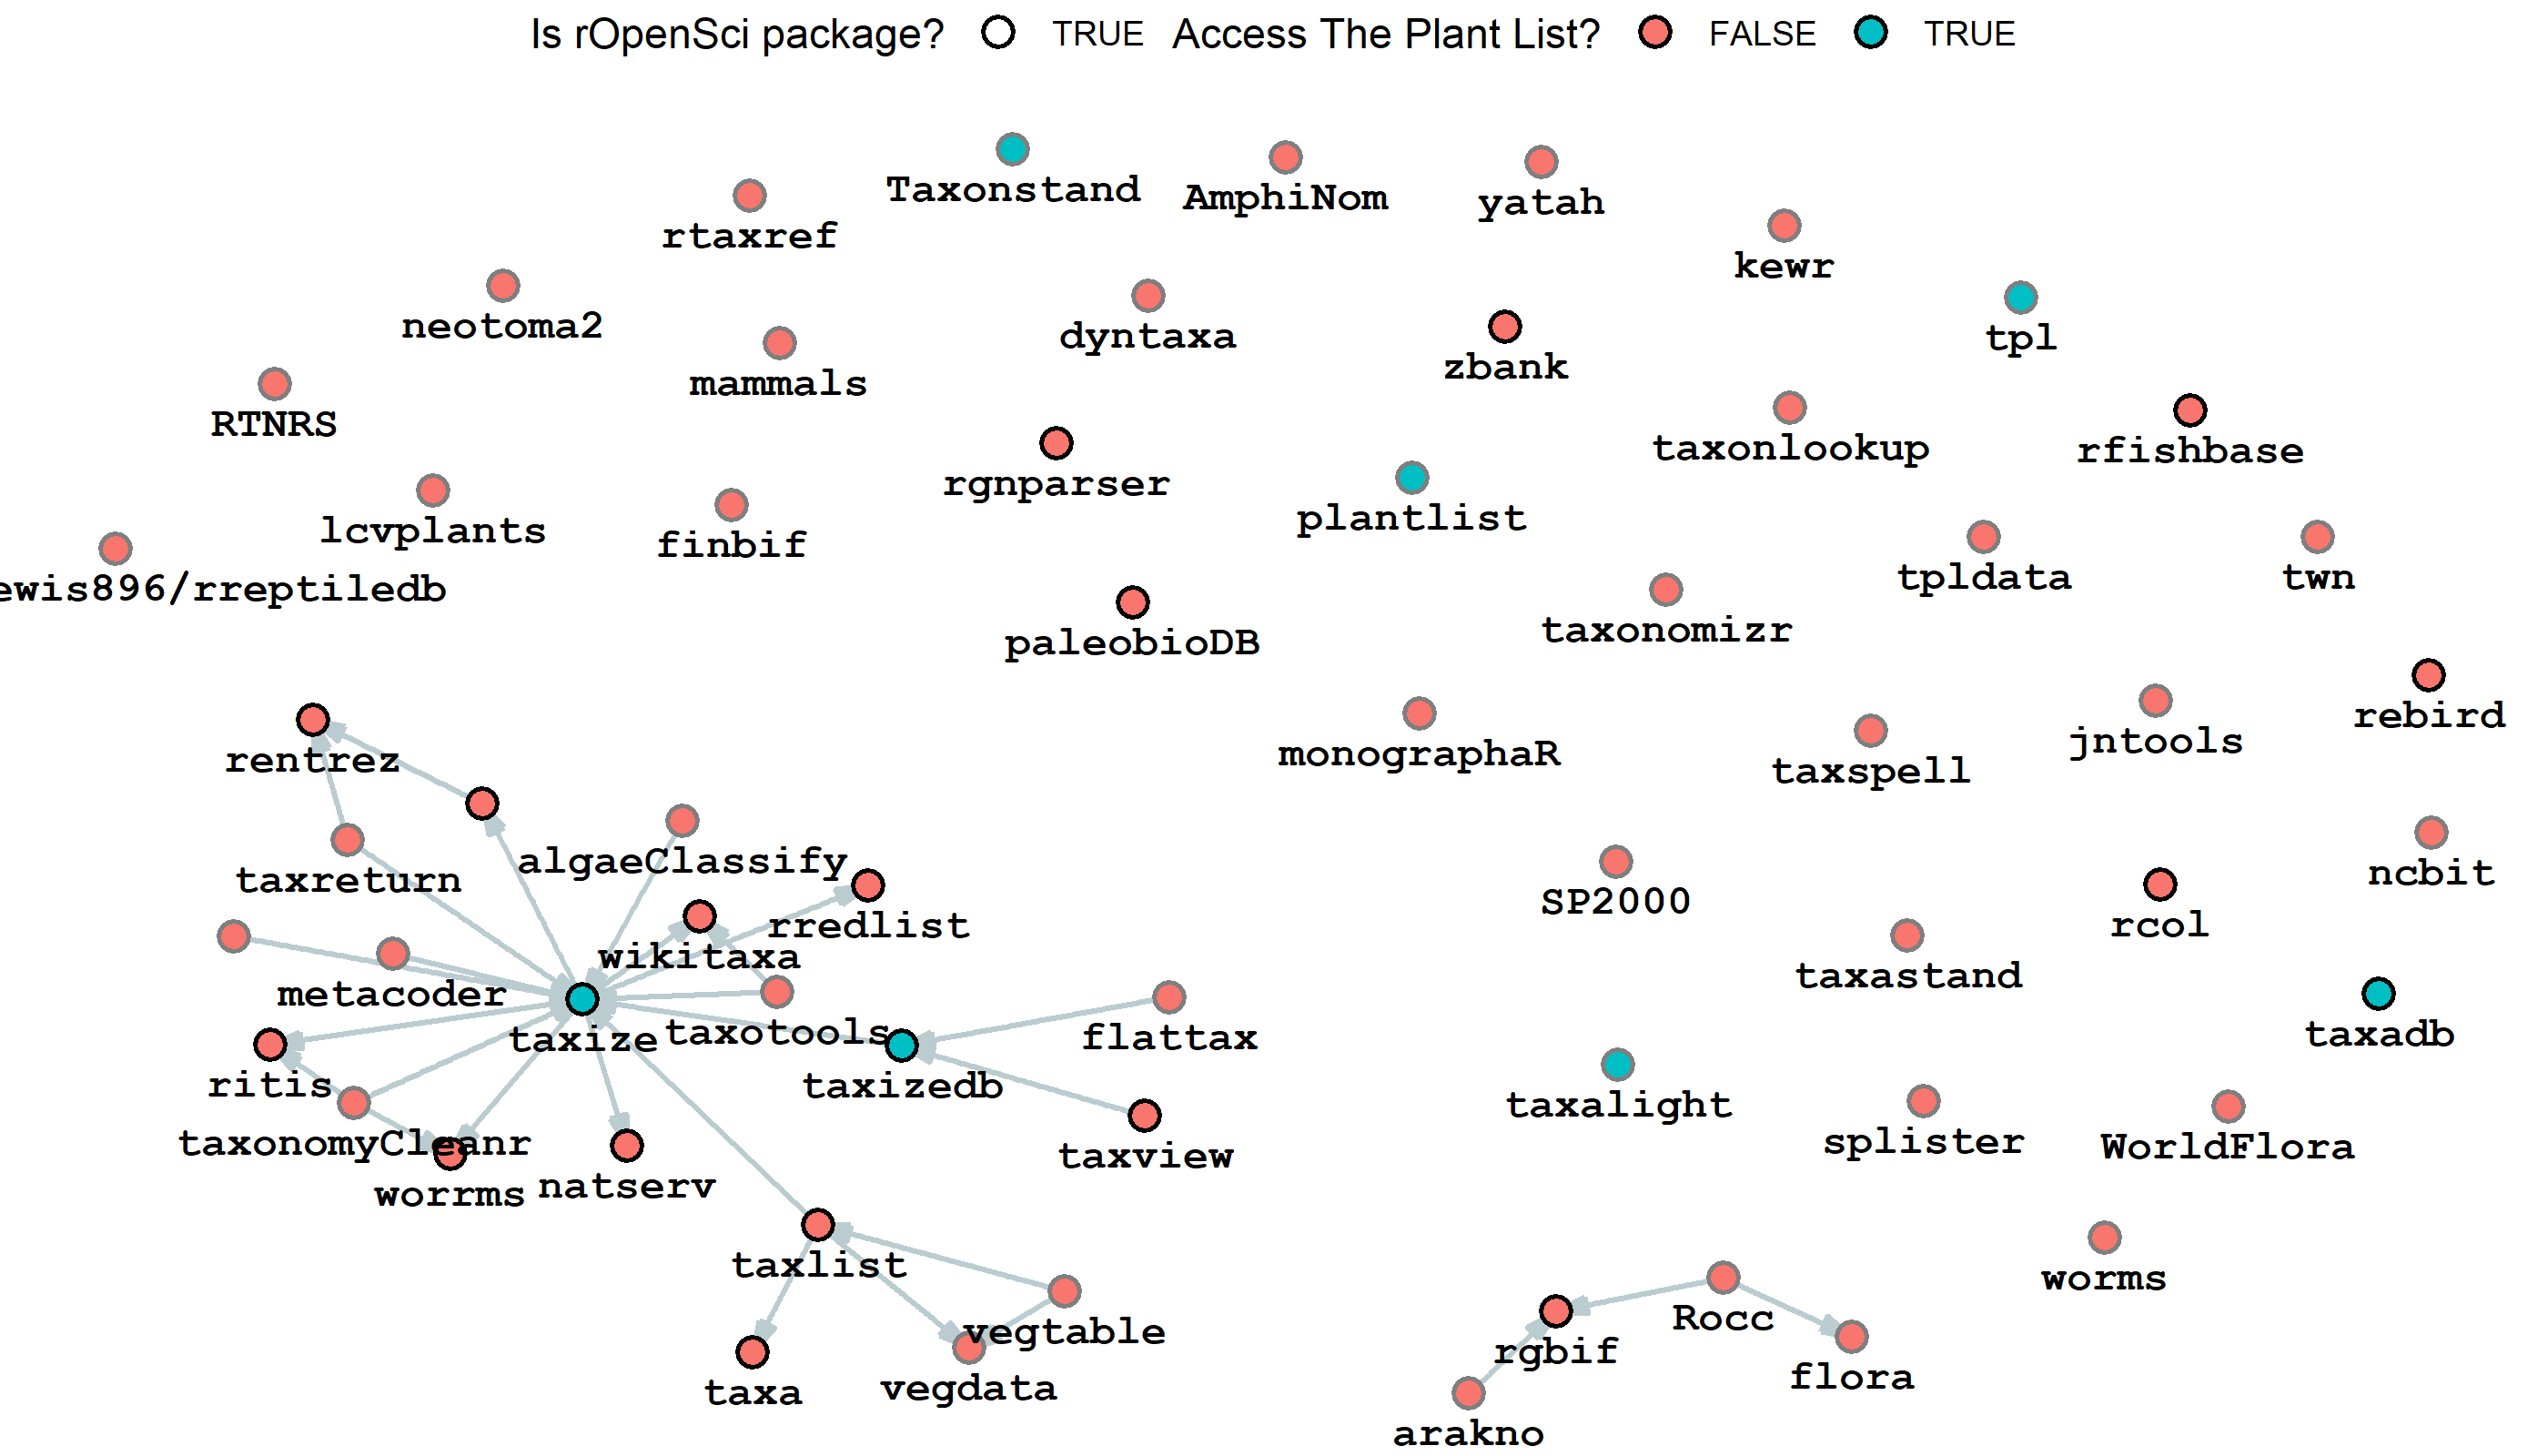 Is rOpenSci package? TRUE Access The Plant List? FALSE TRUE
Taxonstand
AmphiNom
yatah
rtaxref
kewr
neotoma2
dyntaxa
tpl
zbank
mammals
RTNRS
taxonlookup
rfishbase
rgnparser
plantlist
lcvplants
finbif
tpldata
twn
ewis896/rreptiledb
taxonomizr
paleobioDB
rebird
jntools
monographaR
rentrez
taxspell
algaeClassify
ncbit
taxreturn
SP2000
rredlist
rcol
wikitaxa
taxastand
metacoder
taxotools
flattax
taxadb
taxize
ritis
taxizedb
taxalight
taxonomyCleanr
splister
WorldFlora
taxview
natserv
worrms
taxlist
worms
Rocc
vegtable
rgbif
flora
vegdata
taxa
arakno